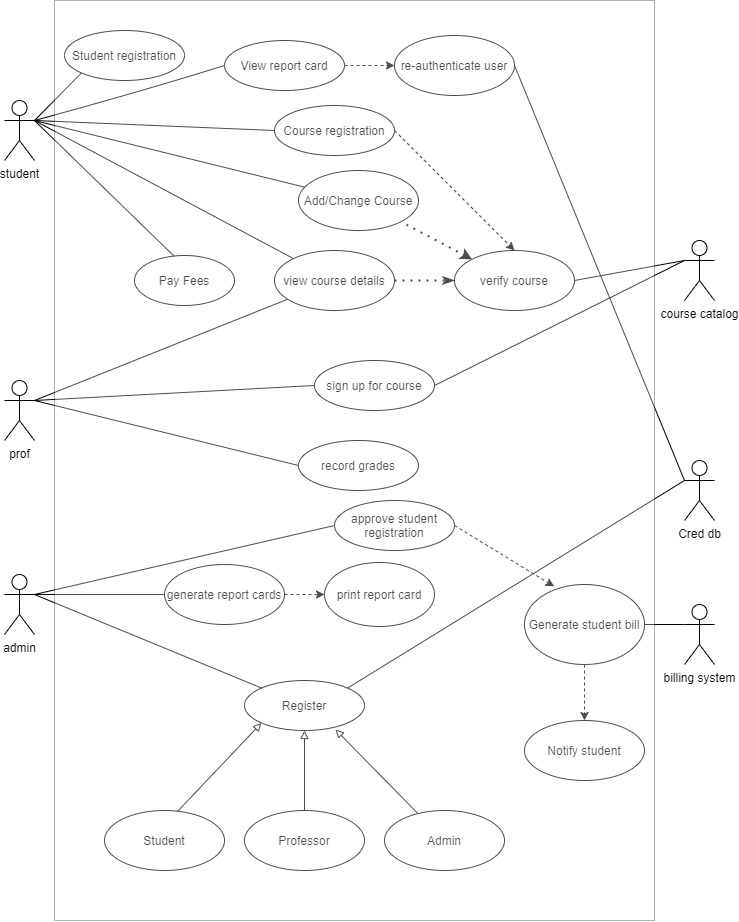 Student registration
View report card
re-authenticate user
Course registration
student
Add/Change Course
Pay Fees
view course details
verify course
course catalog
sign up for course
prof
record grades
approve student
registration
Cred db
generate report cards
print report card
Generate student bill
admin
billing system
Register
Notify student
Student
Professor
Admin